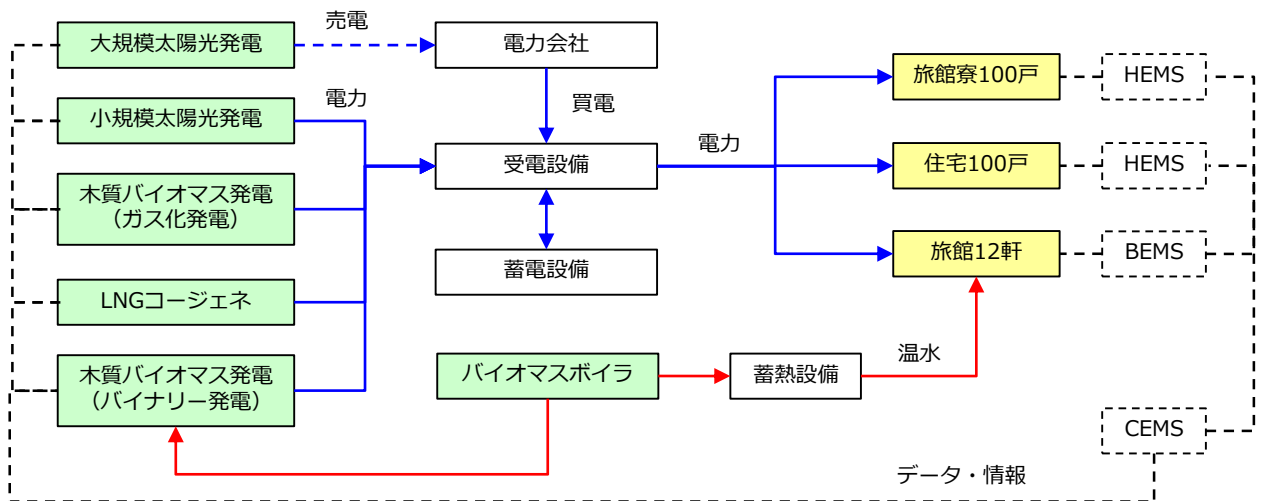 大規模太陽光発電
売電
電力会社
旅館寮100戸
HEMS
小規模太陽光発電
電力
買電
受電設備
電力
住宅100戸
HEMS
木質バイオマス発電
（ガス化発電）
蓄電設備
旅館12軒
BEMS
LNGコージェネ
木質バイオマス発電
（バイナリー発電）
バイオマスボイラ
蓄熱設備
温水
CEMS
データ・情報